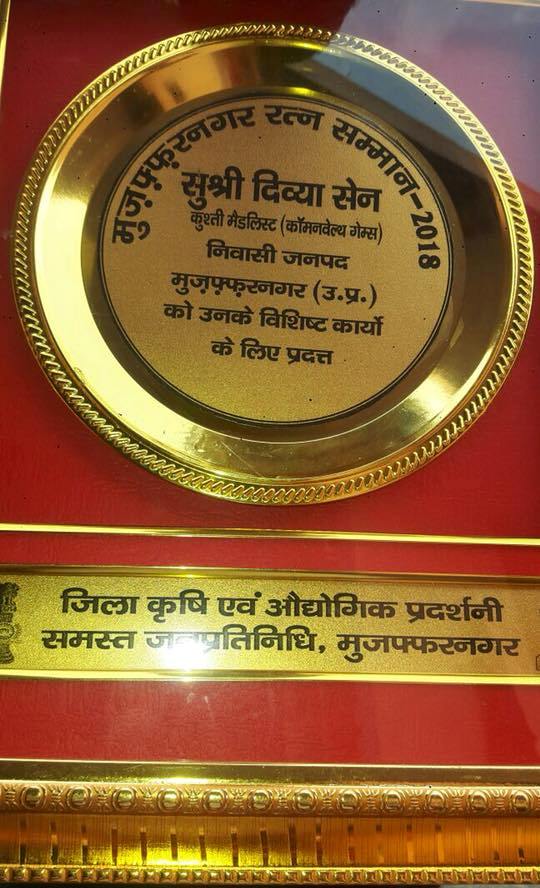 मुज़फ़्फ़रनगर रत्न सम्मान-2018
सुश्री दिव्या सेन
कुश्ती मैडलिस्ट (कॉमनवेल्थ गेम्स)
निवासी जनपद
मुज़फ़्फ़रनगर (उ.प्र.)
को उनके विशिष्ट कार्यो
के लिए प्रदत्त
जिला कृषि एवं औद्योगिक प्रदर्शनी
समस्त जनप्रतिनिधि, मुजफ्फरनगर